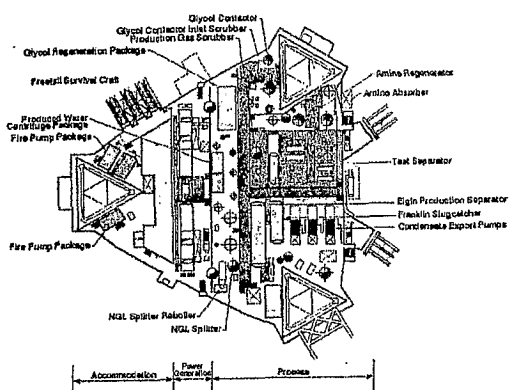 Glycol Contactor
Glycol Contactor Inlet Scrubber
Production Gas Scrubber
Glycol Regeneration Package
Freefall Survival Craft
Produced Water
Centrifuge Package
Fire Pump Package
Fire Pump Package
Amine Regenerator
Amine Absorber
Test Separator
Elgin Production Separator
Franklin Slugcatcher
Condensate Export Pumps
NGL Splitter Reboiler
NGL Splitter
Accommodation
Power
Generation
Process